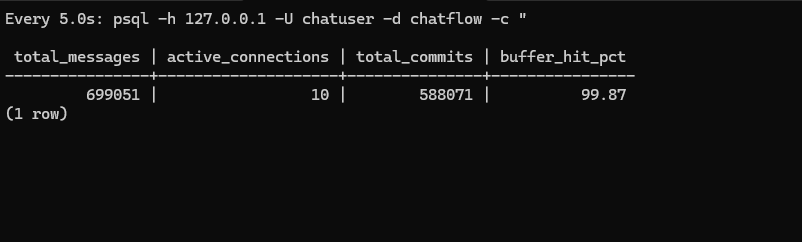 Every 5.0s: psql -h 127.0.0.1 -U chatuser -d chatflow -c "
 total_messages | active_connections | total_commits | buffer_hit_pct
----------------+--------------------+---------------+----------------
         699051 |                 10 |        588071 |          99.87
(1 row)